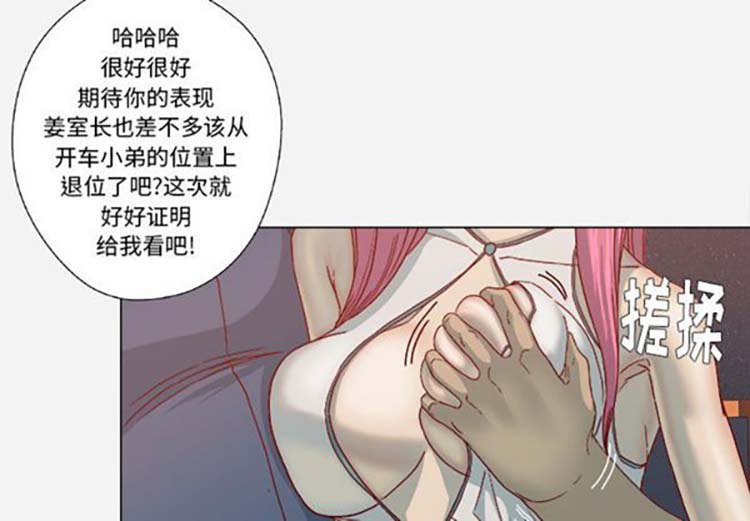 哈哈哈
很好很好
期待你的表现
姜室长也差不多该从
开车小弟的位置上
退位了吧?这次就
好好证明
给我看吧!
搓揉